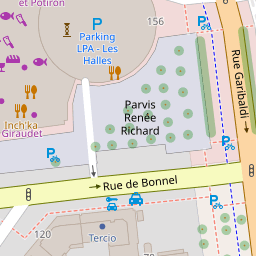 et Potiron
156
Parking
LPA - Les
Halles
Rue Garibaldi
Parvis
Renée
Richard
Inch'ka
Giraudet
Rue de Bonnel
120
Tercio
78